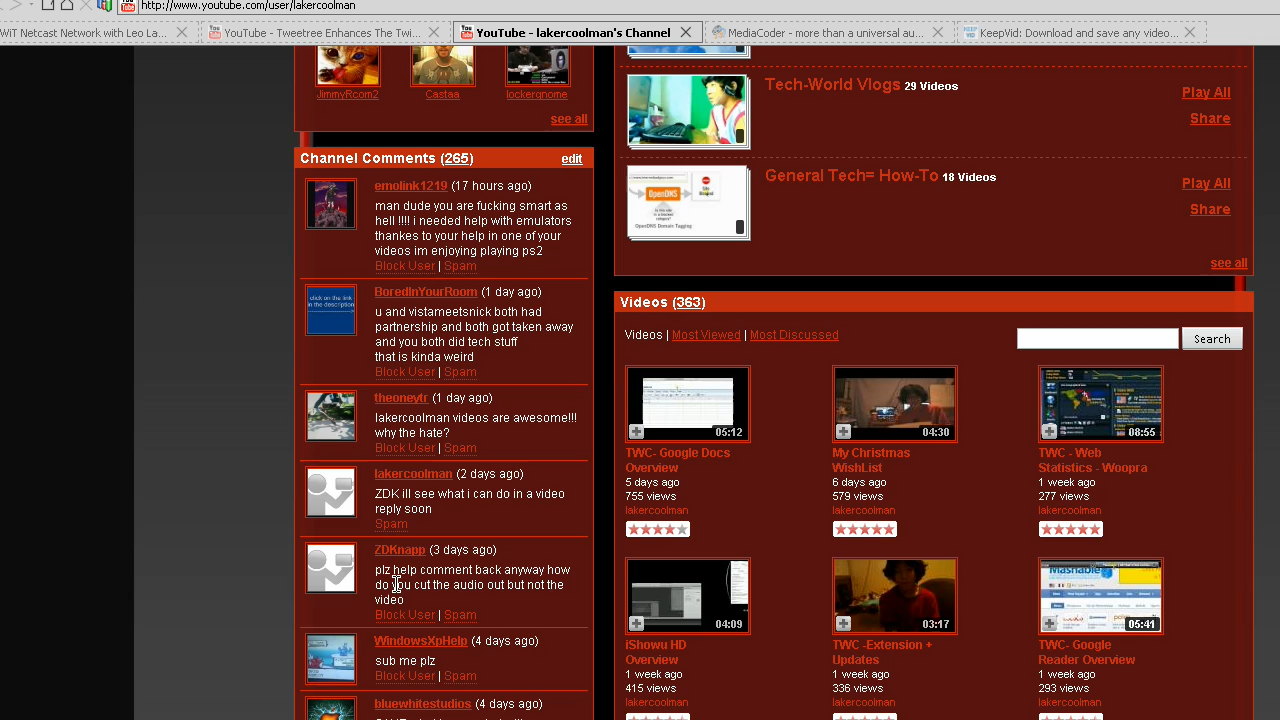 http://www.youtube.com/user/lakercoolman
WiT Netcast Network with Leo La...
YouTube - Tweetree Enhances The Tw...
YouTube - lakercoolman's Channel
MediaCoder - more than a universal au...
KeepVid: Download and save any video...
JimmyRcom2
Castaa
lockergnome
see all
Channel Comments (265)
edit
emolink1219 (17 hours ago)
man dude you are fucking smart as
hell!!!! i needed help with emulators
thankes to your help in one of your
videos im enjoying playing ps2
Block User | Spam
BoredInYourRoom (1 day ago)
u and vistameetsnick both had
partnership and both got taken away
and you both did tech stuff
that is kinda weird
Block User | Spam
theoneytr (1 day ago)
lakercoolman videos are awesome!!!
why the hate?
Block User | Spam
lakercoolman (2 days ago)
ZDK ill see what i can do in a video
reply soon
Spam
ZDKnapp (3 days ago)
plz help comment back anyway how
Block User | Spam
WindowsXpHelp (4 days ago)
sub me plz
Block User | Spam
bluewhitestudios (4 days ago)
Tech-World Vlogs 29 Videos
Play All
Share
General Tech= How-To 18 Videos
Play All
Share
OpenDNS
OpenDNS Domain Tagging
see all
Videos (363)
Videos | Most Viewed | Most Discussed
Search
05:12
TWC- Google Docs
Overview
5 days ago
755 views
lakercoolman
04:30
My Christmas
WishList
6 days ago
579 views
lakercoolman
08:55
TWC - Web
Statistics - Woopra
1 week ago
277 views
lakercoolman
04:09
iShowu HD
Overview
1 week ago
415 views
lakercoolman
03:17
TWC -Extension +
Updates
1 week ago
336 views
lakercoolman
Mashable
05:41
TWC- Google
Reader Overview
1 week ago
293 views
lakercoolman
click on the link
in the description